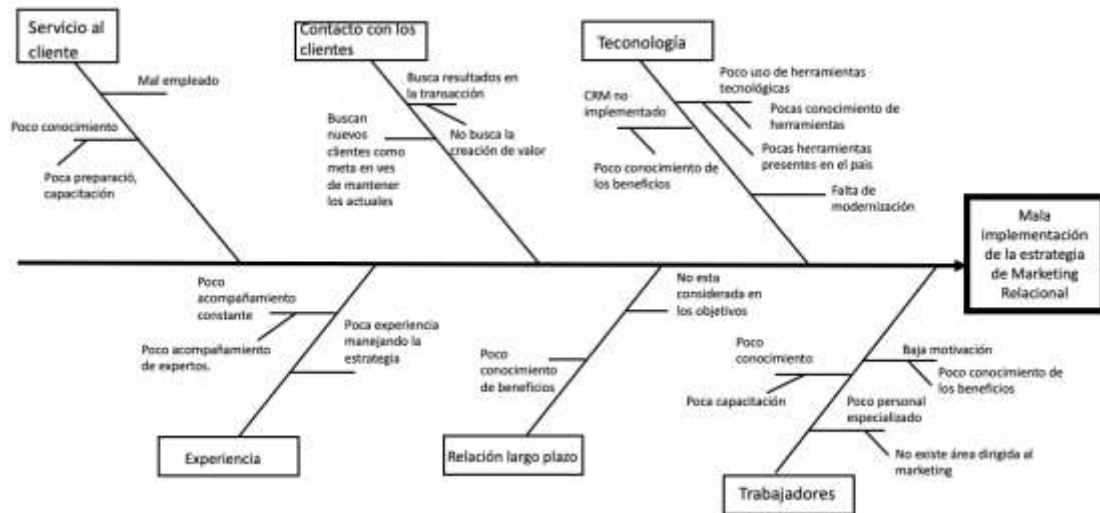 Servicio al
cliente
Mal empleado
Poco conocimiento
Poca preparació,
capacitación
Contacto con los
clientes
Busca resultados en
la transacción
No busca la
creación de valor
Buscan
nuevos
clientes como
meta en ves
de mantener
los actuales
Teconología
Poco uso de herramientas
tecnológicas
Pocas conocimiento de
herramientas
Pocas herramientas
presentes en el país
CRM no
implementado
Poco conocimiento de
los beneficios
Falta de
modernización
Mala
implementación
de la estrategia
de Marketing
Relacional
Poco
acompañamiento
constante
Poco acompañamiento
de expertos.
Poca experiencia
manejando la
estrategia
Experiencia
No esta
considerada en
los objetivos
Poco
conocimiento
de beneficios
Relación largo plazo
Poco
conocimiento
Poca capacitación
Baja motivación
Poco conocimiento de
los beneficios
Poco personal
especializado
No existe área dirigida al
marketing
Trabajadores